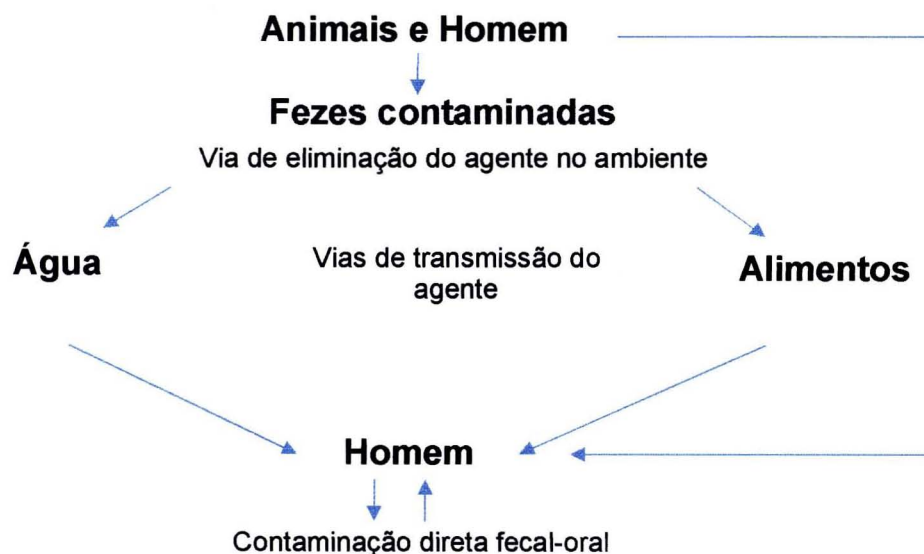 Animais e Homem
Fezes contaminadas
Via de eliminação do agente no ambiente
Água
Vias de transmissão do
agente
Alimentos
Homem
Contaminação direta fecal-oral